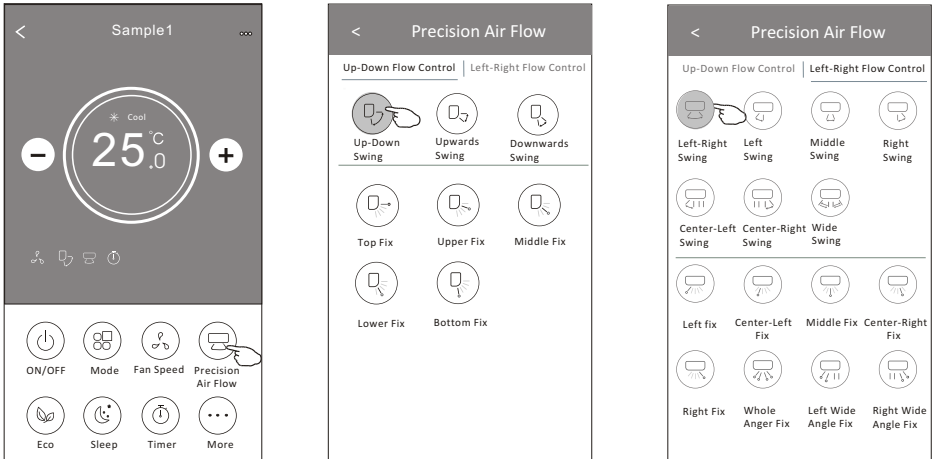 < Sample1 ...
Cool
25.0 °C
− +
ON/OFF Mode Fan Speed Precision
Air Flow
Eco Sleep Timer More
< Precision Air Flow
Up-Down Flow Control | Left-Right Flow Control
Up-Down Upwards Downwards
Swing Swing Swing
Top Fix Upper Fix Middle Fix
Lower Fix Bottom Fix
< Precision Air Flow
Up-Down Flow Control | Left-Right Flow Control
Left-Right Left Middle Right
Swing Swing Swing Swing
Center-Left Center-Right Wide
Swing Swing Swing
Left fix Center-Left Middle Fix Center-Right
Fix Fix
Right Fix Whole Left Wide Right Wide
Anger Fix Angle Fix Angle Fix